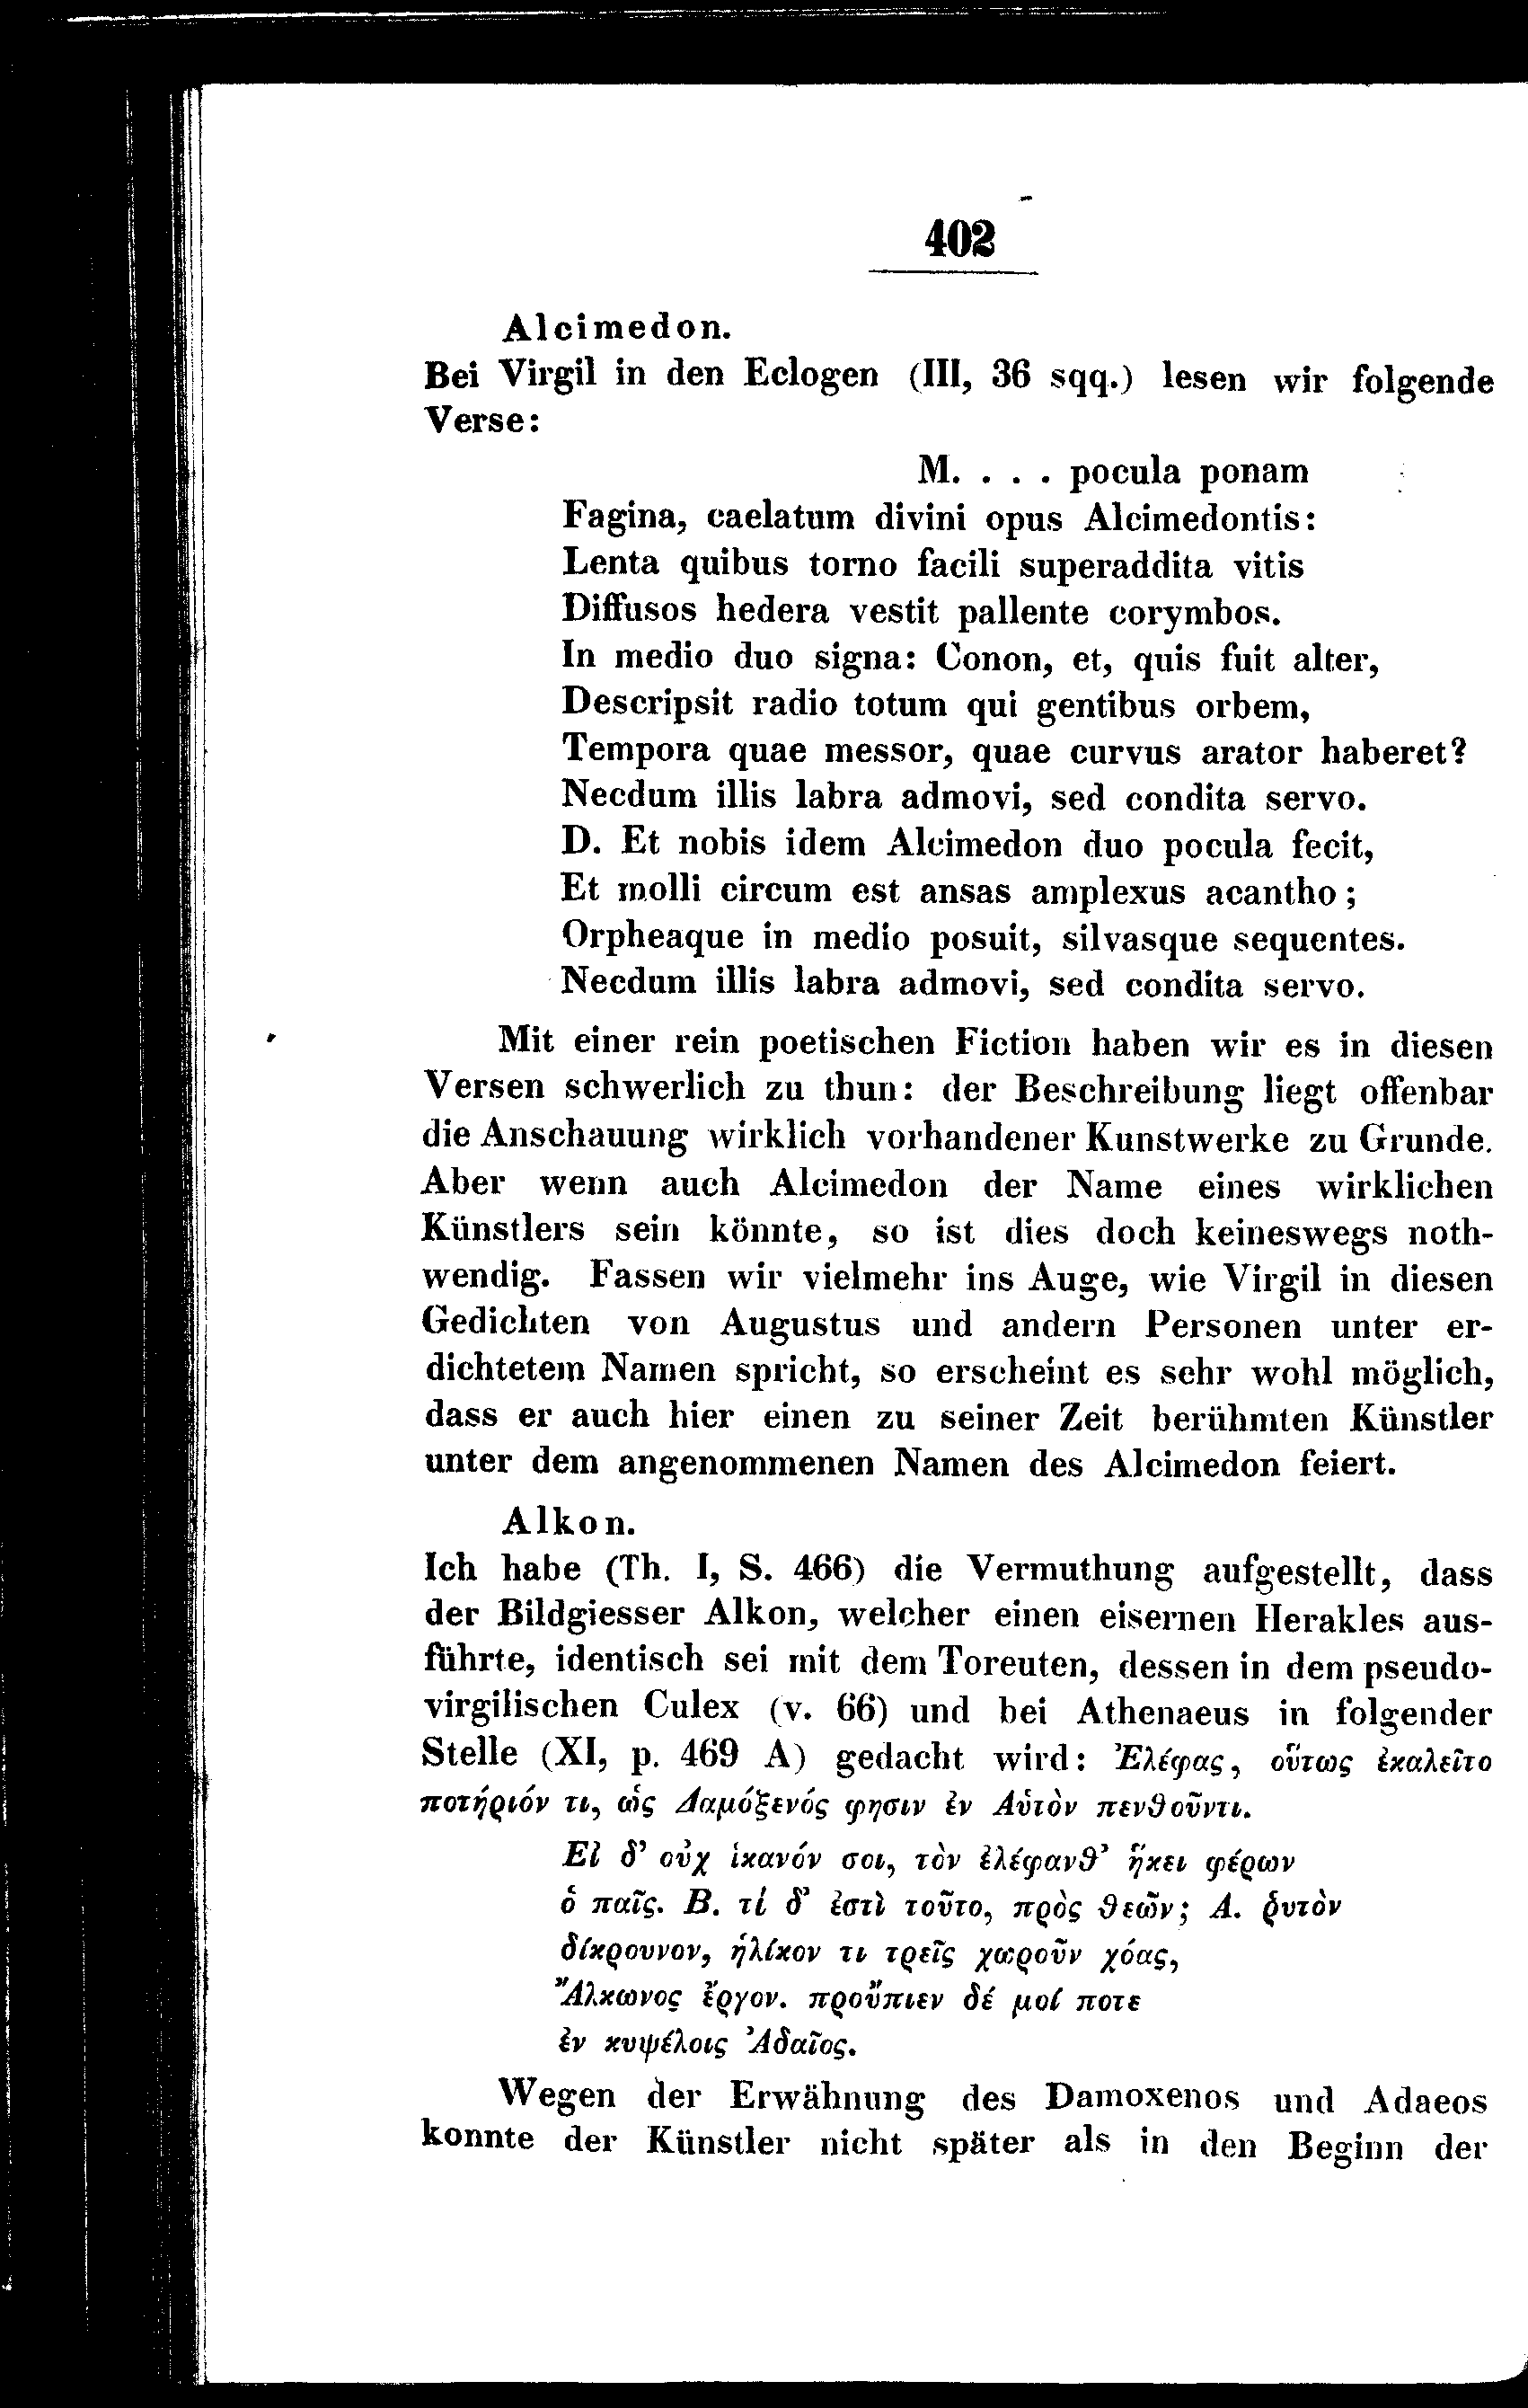 402
Alcimedon.
Bei Virgil in den Eclogen (III, 36 sqq.) lesen wir folgende
Verse:
M. . . . pocula ponam
Fagina, caelatum divini opus Alcimedontis:
Lenta quibus torno facili superaddita vitis
Diffusos hedera vestit pallente corymbos.
In medio duo signa: Conon, et, quis fuit alter,
Descripsit radio totum qui gentibus orbem,
Tempora quae messor, quae curvus arator haberet?
Necdum illis labra admovi, sed condita servo.
D. Et nobis idem Alcimedon duo pocula fecit,
Et molli circum est ansas amplexus acantho;
Orpheaque in medio posuit, silvasque sequentes.
Necdum illis labra admovi, sed condita servo.
Mit einer rein poetischen Fiction haben wir es in diesen
Versen schwerlich zu thun: der Beschreibung liegt offenbar
die Anschauung wirklich vorhandener Kunstwerke zu Grunde.
Aber wenn auch Alcimedon der Name eines wirklichen
Künstlers sein könnte, so ist dies doch keineswegs noth-
wendig. Fassen wir vielmehr ins Auge, wie Virgil in diesen
Gedichten von Augustus und andern Personen unter er-
dichtetem Namen spricht, so erscheint es sehr wohl möglich,
dass er auch hier einen zu seiner Zeit berühmten Künstler
unter dem angenommenen Namen des Alcimedon feiert.
Alkon.
Ich habe (Th. I, S. 466) die Vermuthung aufgestellt, dass
der Bildgiesser Alkon, welcher einen eisernen Herakles aus-
führte, identisch sei mit dem Toreuten, dessen in dem pseudo-
virgilischen Culex (v. 66) und bei Athenaeus in folgender
Stelle (XI, p. 469 A) gedacht wird: Ἐλέφας, οὕτως ἐκαλεῖτο
ποτήριόν τι, ὡς Δαμόξενός φησιν ἐν Αὑτὸν πενθοῦντι.
Εἰ δ’ οὐχ ἱκανόν σοι, τὸν ἐλέφανθ’ ἥκει φέρων
ὁ παῖς. Β. τί δ’ ἐστὶ τοῦτο, πρὸς θεῶν; Α. ῥυτὸν
δίκρουνον, ἡλίκον τι τρεῖς χωροῦν χόας,
Ἄλκωνος ἔργον. προὔπιεν δέ μοί ποτε
ἐν κυψέλοις Ἀδαῖος.
Wegen der Erwähnung des Damoxenos und Adaeos
konnte der Künstler nicht später als in den Beginn der